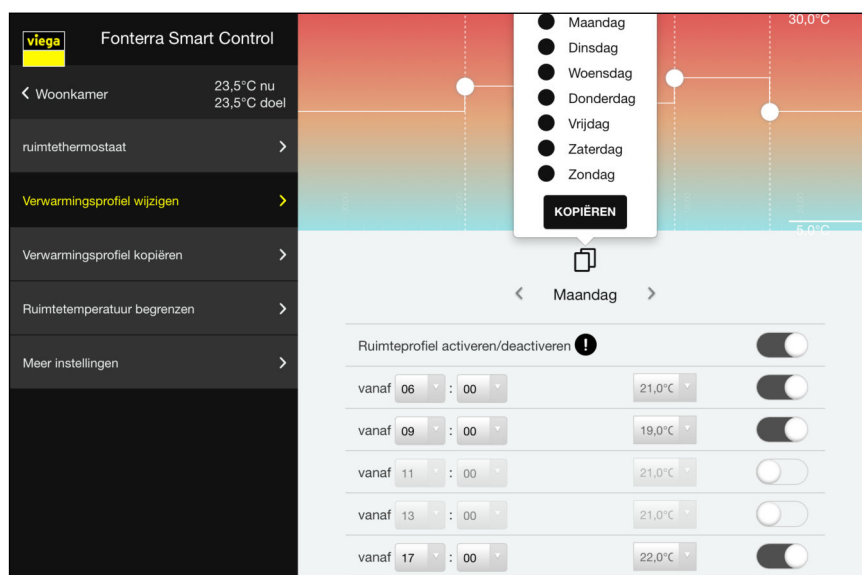 viega
Fonterra Smart Control
Woonkamer
23,5°C nu
23,5°C doel
ruimtethermostaat
Verwarmingsprofiel wijzigen
Verwarmingsprofiel kopiëren
Ruimtetemperatuur begrenzen
Meer instellingen
30,0°C
Maandag
Dinsdag
Woensdag
Donderdag
Vrijdag
Zaterdag
Zondag
KOPIËREN
5,0°C
Maandag
Ruimteprofiel activeren/deactiveren !
vanaf 06 : 00 21,0°C
vanaf 09 : 00 19,0°C
vanaf 11 : 00 21,0°C
vanaf 13 : 00 21,0°C
vanaf 17 : 00 22,0°C